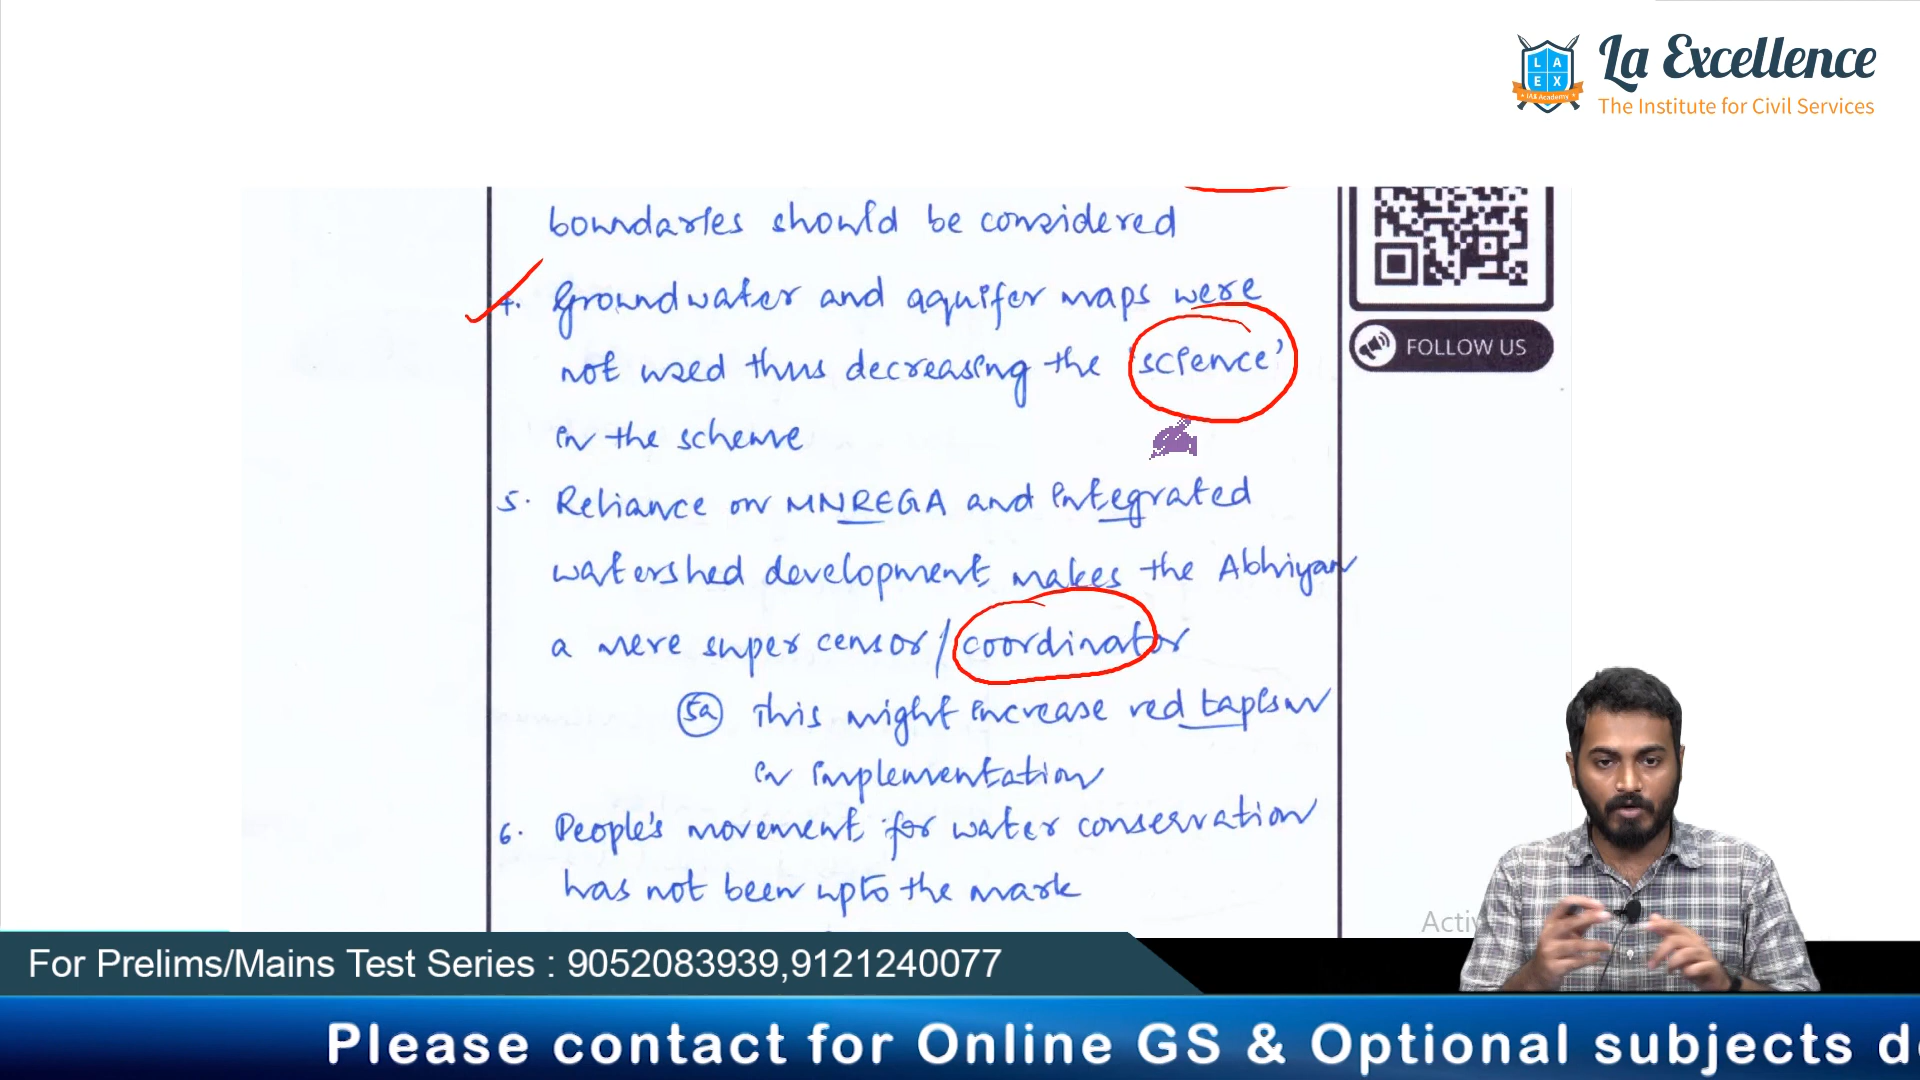 La Excellence
L A
E X
IAS Academy
The Institute for Civil Services
boundaries should be considered
4. Groundwater and aquifer maps were
not used thus decreasing the 'science'
in the scheme
5. Reliance on MNREGA and integrated
watershed development makes the Abhiyan
a mere super censor/coordinator
5a This might increase red tapism
in implementation
6. People's movement for water conservation
has not been upto the mark
FOLLOW US
Activ
For Prelims/Mains Test Series : 9052083939,9121240077
Please contact for Online GS & Optional subjects d